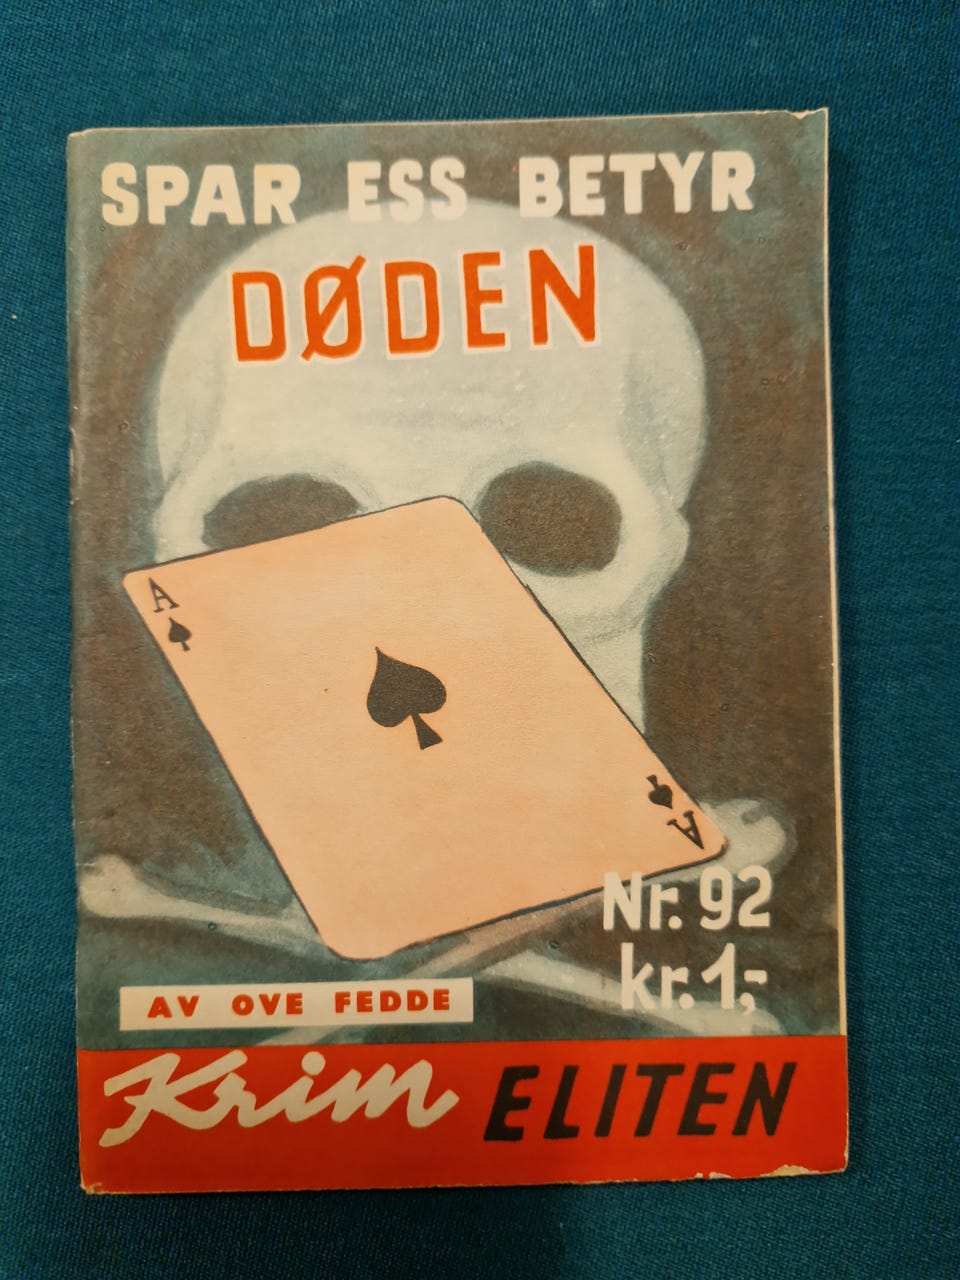 SPAR ESS BETYR
DØDEN
A
A
Nr. 92
kr. 1,-
AV OVE FEDDE
Krim ELITEN